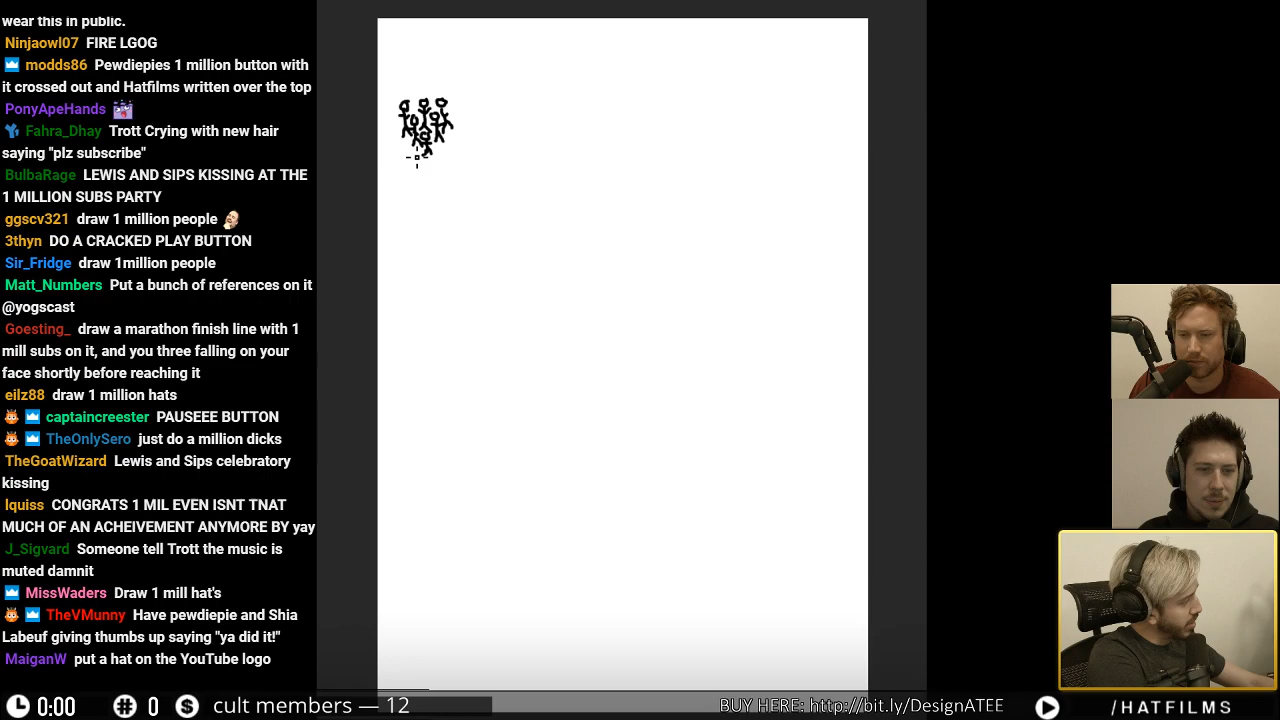 wear this in public.
Ninjaowl07 FIRE LGOG
modds86 Pewdiepies 1 million button with
it crossed out and Hatfilms written over the top
PonyApeHands
Fahra_Dhay Trott Crying with new hair
saying "plz subscribe"
BulbaRage LEWIS AND SIPS KISSING AT THE
1 MILLION SUBS PARTY
ggscv321 draw 1 million people
3thyn DO A CRACKED PLAY BUTTON
Sir_Fridge draw 1million people
Matt_Numbers Put a bunch of references on it
@yogscast
Goesting_ draw a marathon finish line with 1
mill subs on it, and you three falling on your
face shortly before reaching it
eilz88 draw 1 million hats
captaincreester PAUSEEE BUTTON
TheOnlySero just do a million dicks
TheGoatWizard Lewis and Sips celebratory
kissing
lquiss CONGRATS 1 MIL EVEN ISNT TNAT
MUCH OF AN ACHEIVEMENT ANYMORE BY yay
J_Sigvard Someone tell Trott the music is
muted damnit
MissWaders Draw 1 mill hat's
TheVMunny Have pewdiepie and Shia
Labeuf giving thumbs up saying "ya did it!"
MaiganW put a hat on the YouTube logo
0:00 # 0 $ cult members — 12 BUY HERE: http://bit.ly/DesignATEE /HATFILMS